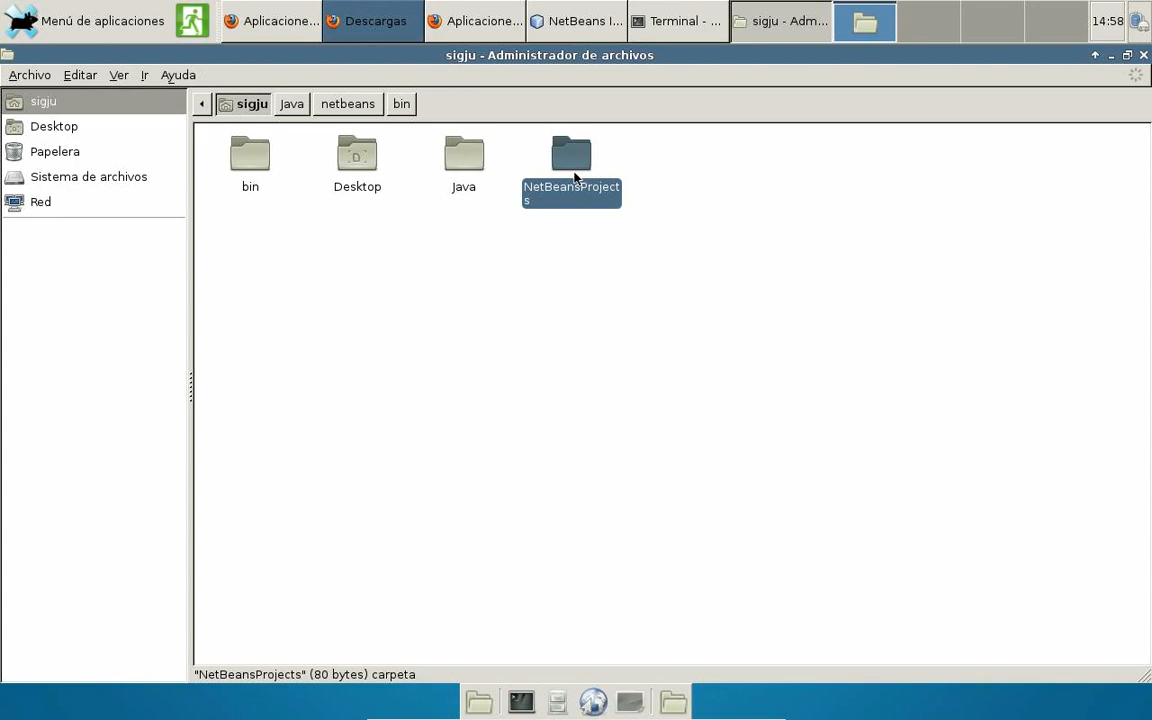 Menú de aplicaciones
Aplicacione...
Descargas
Aplicacione...
NetBeans I...
Terminal - ...
sigju - Adm...
14:58
sigju - Administrador de archivos
Archivo Editar Ver Ir Ayuda
sigju
Desktop
Papelera
Sistema de archivos
Red
sigju Java netbeans bin
bin
Desktop
Java
NetBeansProject
s
"NetBeansProjects" (80 bytes) carpeta